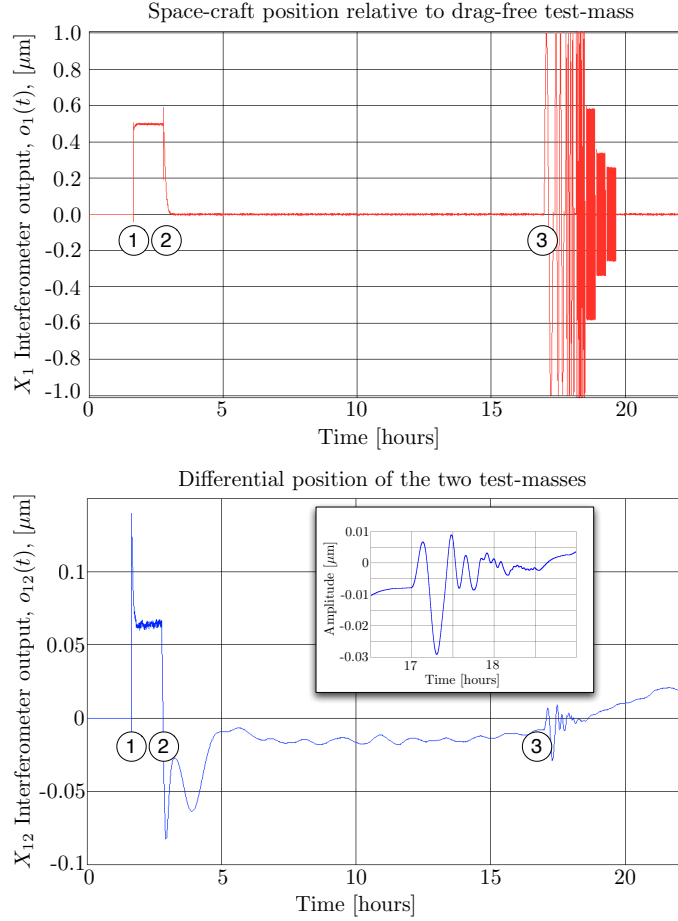 Space-craft position relative to drag-free test-mass
X₁ Interferometer output, o₁(t), [μm]
1.0
0.8
0.6
0.4
0.2
0.0
-0.2
-0.4
-0.6
-0.8
-1.0
1 2 3
0 5 10 15 20
Time [hours]
Differential position of the two test-masses
X₁₂ Interferometer output, o₁₂(t), [μm]
0.1
0.05
0
-0.05
-0.1
Amplitude [μm]
0.01
0
-0.01
-0.02
-0.03
17 18
Time [hours]
1 2 3
0 5 10 15 20
Time [hours]